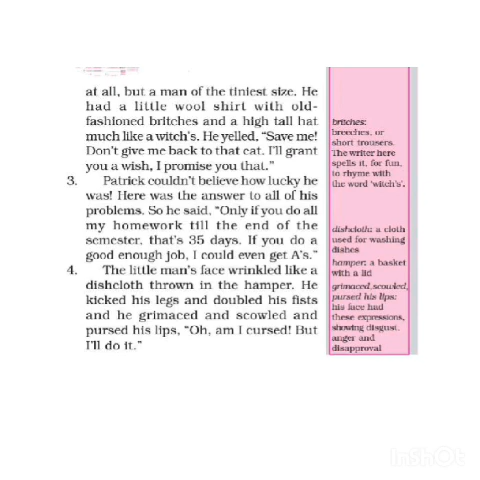 at all, but a man of the tiniest size. He
had a little wool shirt with old-
fashioned britches and a high tall hat
much like a witch's. He yelled, "Save me!
Don't give me back to that cat. I'll grant
you a wish, I promise you that."
3. Patrick couldn't believe how lucky he
was! Here was the answer to all of his
problems. So he said, "Only if you do all
my homework till the end of the
semester, that's 35 days. If you do a
good enough job, I could even get A's."
4. The little man's face wrinkled like a
dishcloth thrown in the hamper. He
kicked his legs and doubled his fists
and he grimaced and scowled and
pursed his lips, "Oh, am I cursed! But
I'll do it."
britches:
breeches, or
short trousers.
The writer here
spells it, for fun,
to rhyme with
the word 'witch's'.
dishcloth: a cloth
used for washing
dishes
hamper: a basket
with a lid
grimaced, scowled,
pursed his lips:
his face had
these expressions,
showing disgust,
anger and
disapproval
InShOt